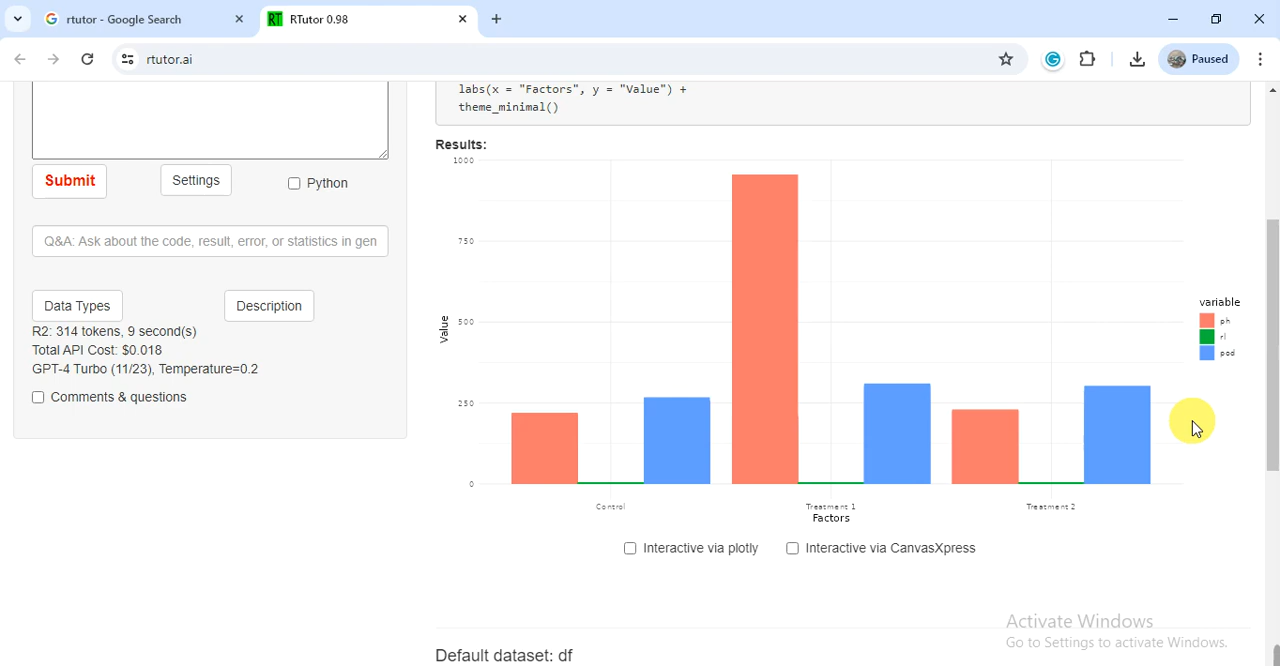 rtutor - Google Search
RT
RTutor 0.98
rtutor.ai
Paused
labs(x = "Factors", y = "Value") +
theme_minimal()
Submit
Settings
Python
Q&A: Ask about the code, result, error, or statistics in gen
Data Types
Description
R2: 314 tokens, 9 second(s)
Total API Cost: $0.018
GPT-4 Turbo (11/23), Temperature=0.2
Comments & questions
Results:
1000
750
500
250
0
Value
Control
Treatment 1
Treatment 2
Factors
variable
ph
rl
pod
Interactive via plotly
Interactive via CanvasXpress
Activate Windows
Go to Settings to activate Windows.
Default dataset: df